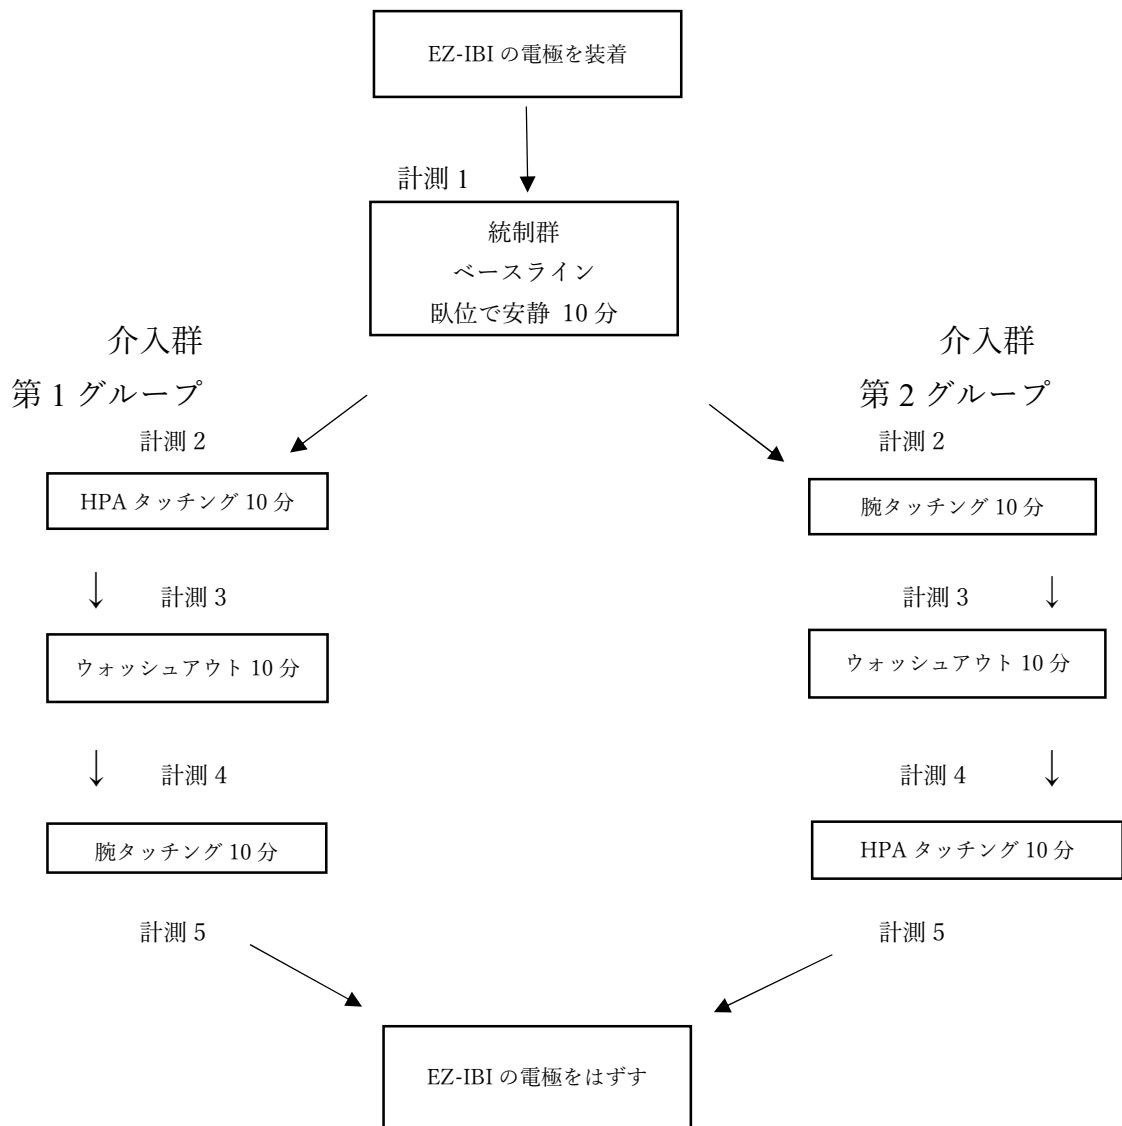 EZ-IBI の電極を装着
計測 1
統制群
ベースライン
臥位で安静 10 分
介入群
第 1 グループ
計測 2
HPA タッチング 10 分
↓ 計測 3
ウォッシュアウト 10 分
↓ 計測 4
腕タッチング 10 分
計測 5
介入群
第 2 グループ
計測 2
腕タッチング 10 分
計測 3 ↓
ウォッシュアウト 10 分
計測 4 ↓
HPA タッチング 10 分
計測 5
EZ-IBI の電極をはずす